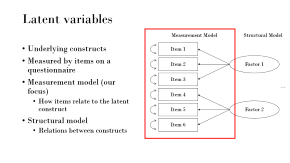 Latent variables
• Underlying constructs
• Measured by items on a
questionnaire
• Measurement model (our
focus)
• How items relate to the latent
construct
• Structural model
• Relations between constructs
Measurement Model
Structural Model
Item 1
Item 2
Item 3
Item 4
Item 5
Item 6
Factor 1
Factor 2